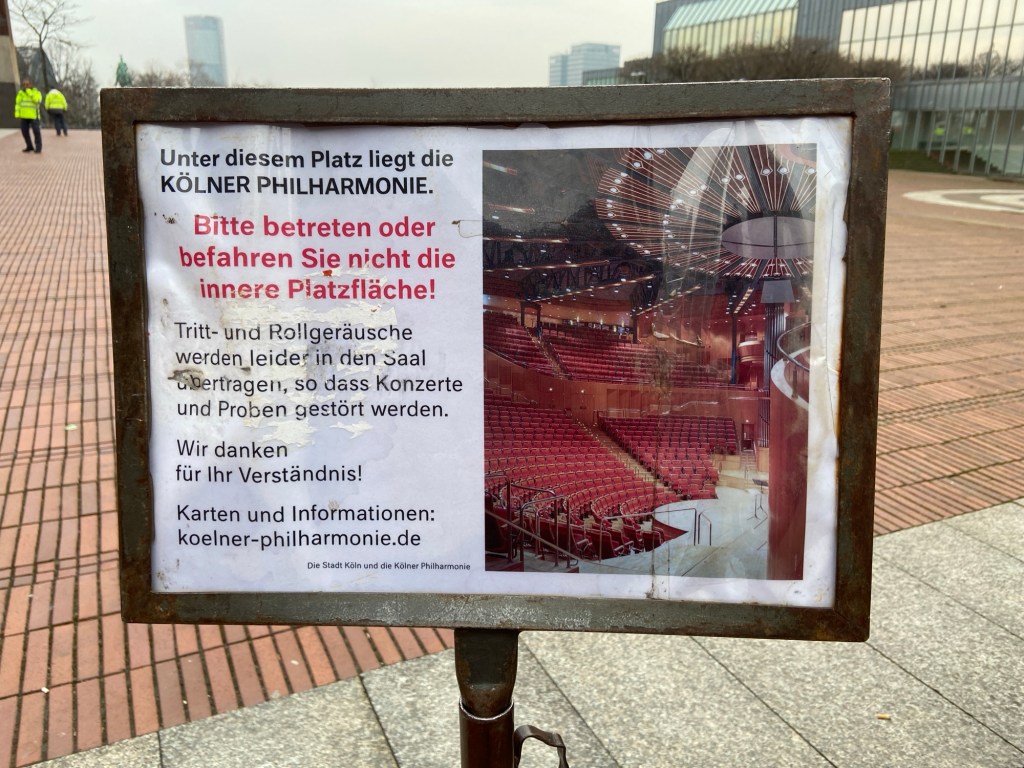 Unter diesem Platz liegt die
KÖLNER PHILHARMONIE.
Bitte betreten oder
befahren Sie nicht die
innere Platzfläche!
Tritt- und Rollgeräusche
werden leider in den Saal
übertragen, so dass Konzerte
und Proben gestört werden.
Wir danken
für Ihr Verständnis!
Karten und Informationen:
koelner-philharmonie.de
Die Stadt Köln und die Kölner Philharmonie